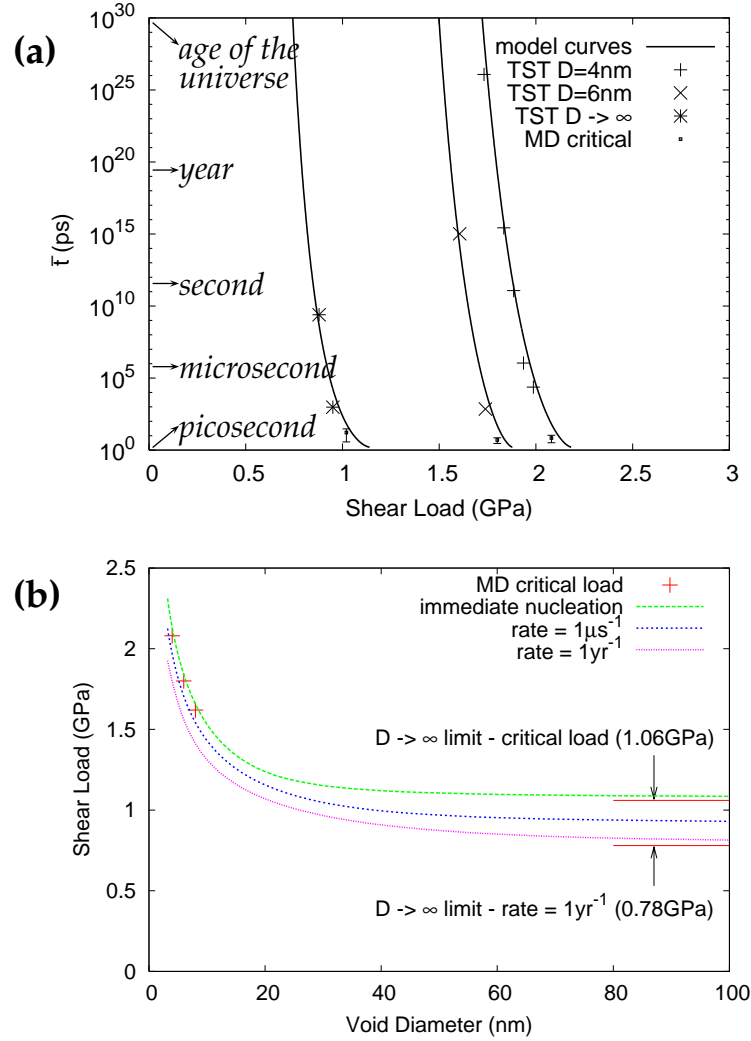 (a)
10^30
10^25
10^20
10^15
10^10
10^5
10^0
t̄ (ps)
age of the
universe
year
second
microsecond
picosecond
model curves
TST D=4nm
TST D=6nm
TST D -> ∞
MD critical
0 0.5 1 1.5 2 2.5 3
Shear Load (GPa)
(b)
2.5
2
1.5
1
0.5
0
Shear Load (GPa)
MD critical load
immediate nucleation
rate = 1μs^-1
rate = 1yr^-1
D -> ∞ limit - critical load (1.06GPa)
D -> ∞ limit - rate = 1yr^-1 (0.78GPa)
0 20 40 60 80 100
Void Diameter (nm)